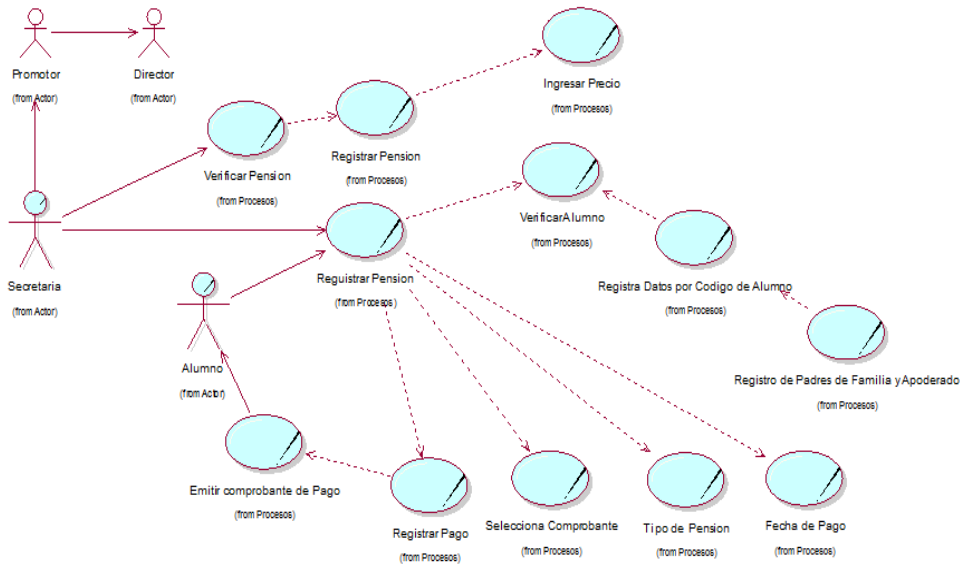 Promotor
(from Actor)
Director
(from Actor)
Ingresar Precio
(from Procesos)
Verificar Pension
(from Procesos)
Registrar Pension
(from Procesos)
VerificarAlumno
(from Procesos)
Secretaria
(from Actor)
Reguistrar Pension
(from Procesos)
Registra Datos por Codigo de Alumno
(from Procesos)
Alumno
(from Actor)
Registro de Padres de Familia y Apoderado
(from Procesos)
Emitir comprobante de Pago
(from Procesos)
Registrar Pago
(from Procesos)
Selecciona Comprobante
(from Procesos)
Tipo de Pension
(from Procesos)
Fecha de Pago
(from Procesos)